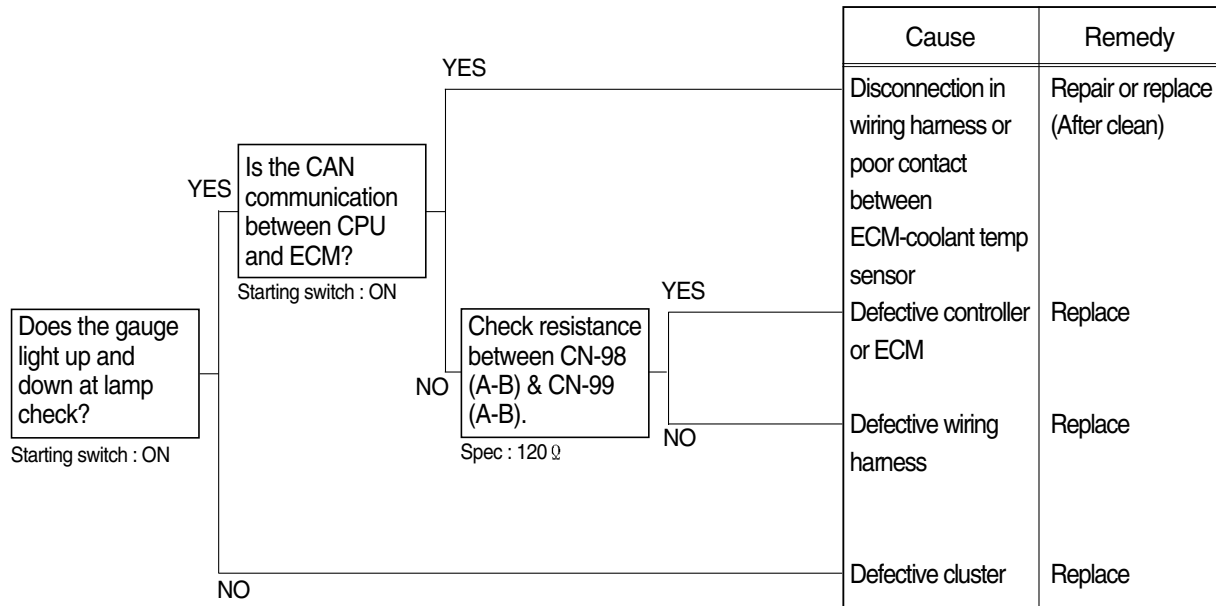 Cause
Remedy
YES
Disconnection in
wiring harness or
poor contact
between
ECM-coolant temp
sensor
Repair or replace
(After clean)
YES
Is the CAN
communication
between CPU
and ECM?
Starting switch : ON
YES
Defective controller
or ECM
Replace
Does the gauge
light up and
down at lamp
check?
Starting switch : ON
NO
Check resistance
between CN-98
(A-B) & CN-99
(A-B).
Spec : 120 Ω
NO
Defective wiring
harness
Replace
NO
Defective cluster
Replace